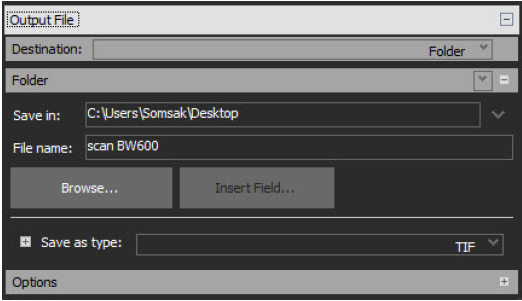 Output File
Destination: Folder
Folder
Save in: C:\Users\Somsak\Desktop
File name: scan BW600
Browse... Insert Field...
Save as type: TIF
Options